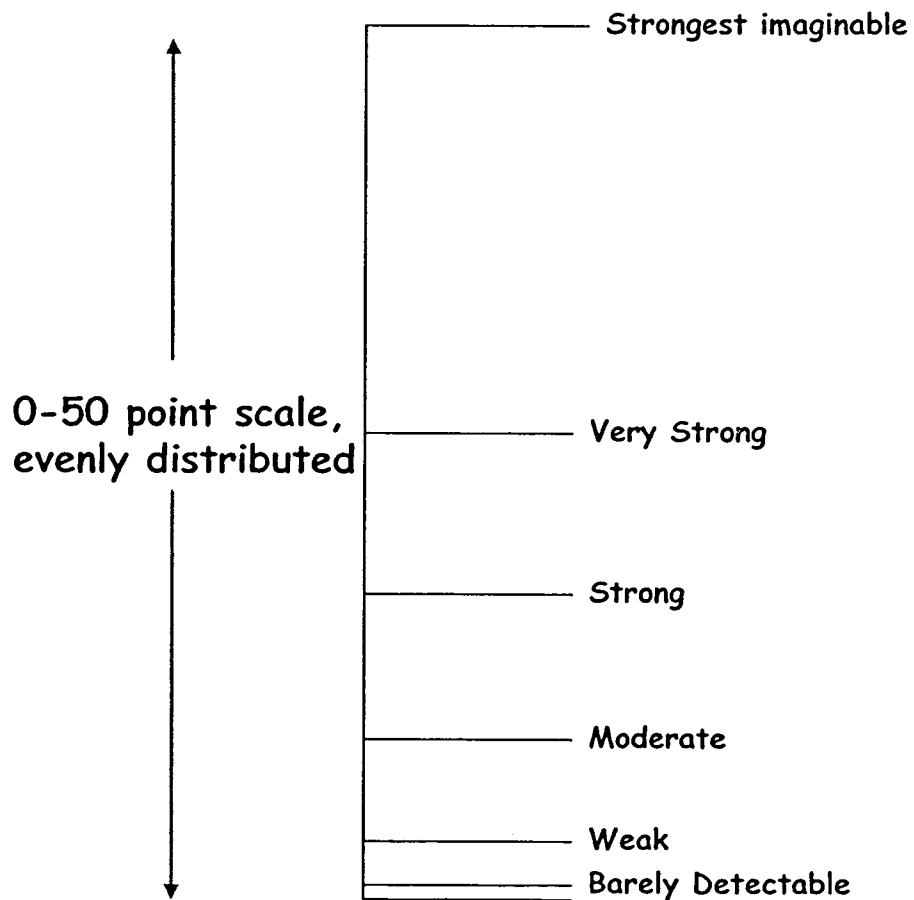 Strongest imaginable
0-50 point scale,
evenly distributed
Very Strong
Strong
Moderate
Weak
Barely Detectable